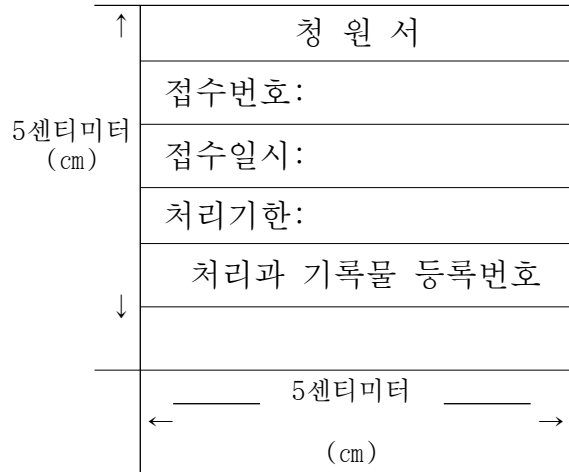 청 원 서
접수번호:
5센티미터
(㎝)
접수일시:
처리기한:
처리과 기록물 등록번호
5센티미터
(㎝)